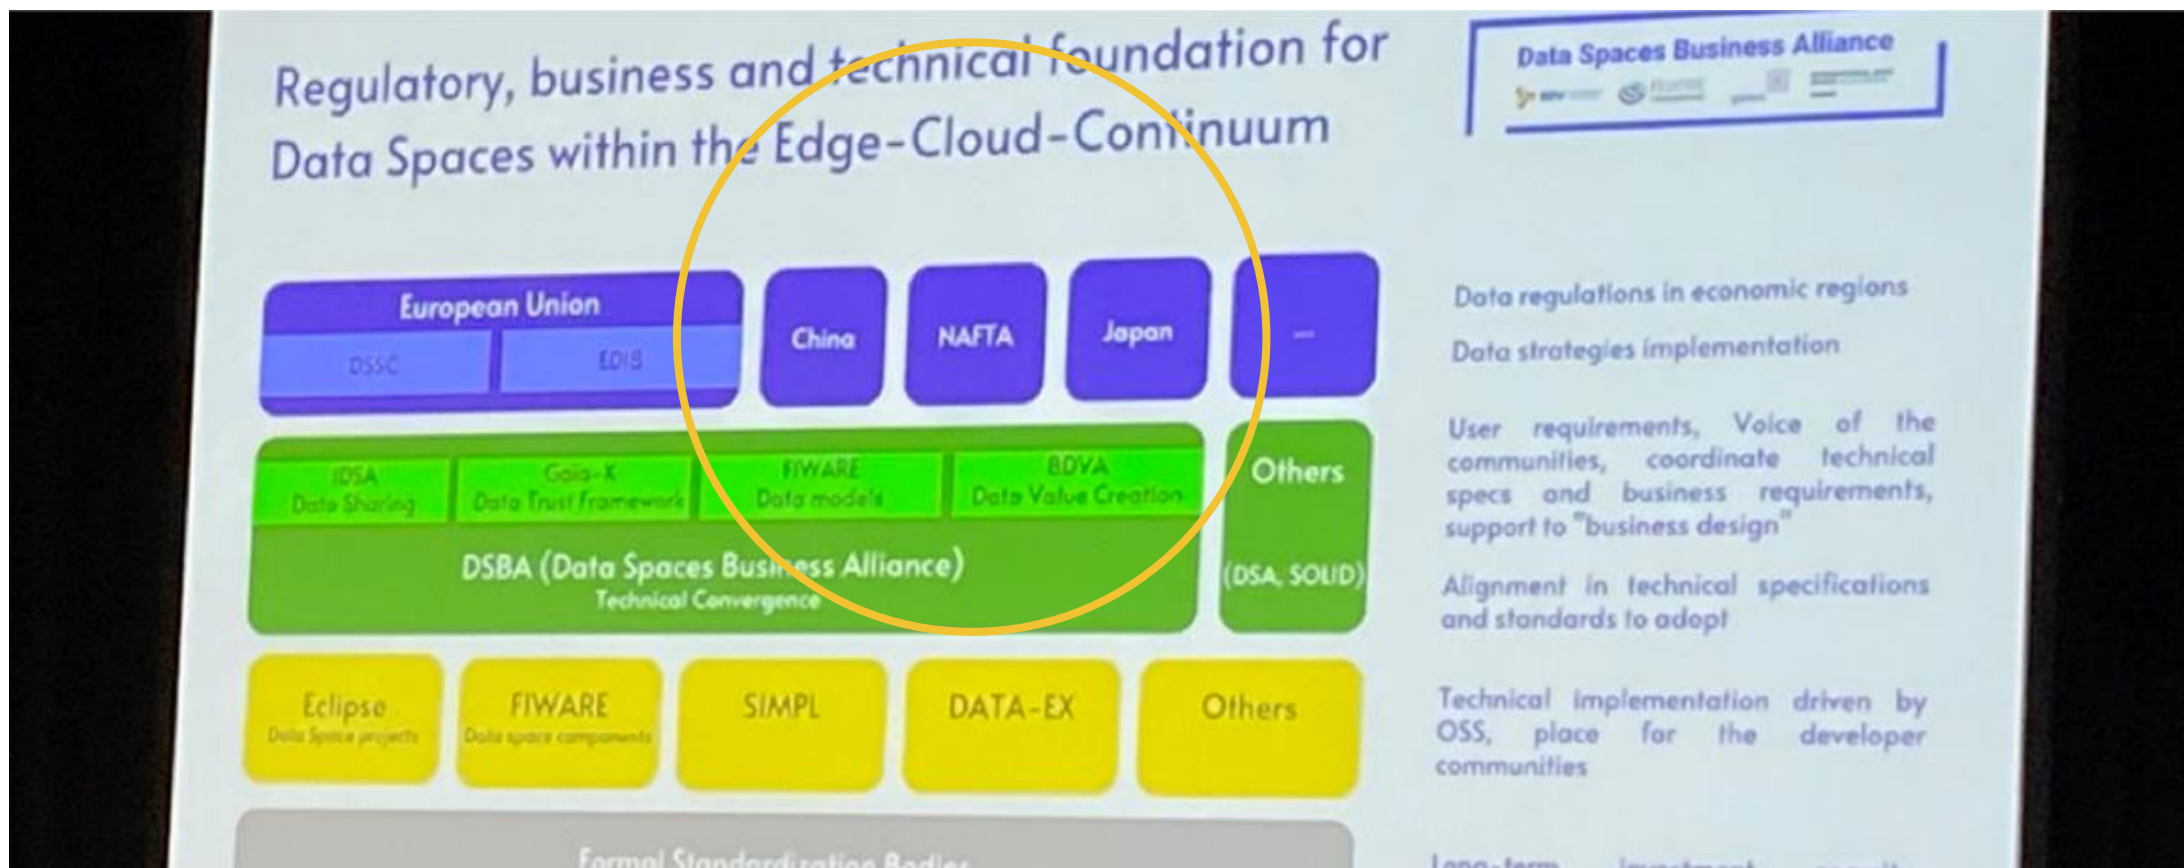 Regulatory, business and technical foundation for
Data Spaces within the Edge-Cloud-Continuum
Data Spaces Business Alliance
European Union
DSSC
EDIB
China
NAFTA
Japan
...
Data regulations in economic regions
Data strategies implementation
IDSA
Data Sharing
Gaia-X
Data Trust Framework
FIWARE
Data models
BDVA
Data Value Creation
DSBA (Data Spaces Business Alliance)
Technical Convergence
Others
(DSA, SOLID)
User requirements, Voice of the
communities, coordinate technical
specs and business requirements,
support to "business design"
Alignment in technical specifications
and standards to adopt
Eclipse
Data Space projects
FIWARE
Data space components
SIMPL
DATA-EX
Others
Technical implementation driven by
OSS, place for the developer
communities
Formal Standardization Bodies
Long-term investment